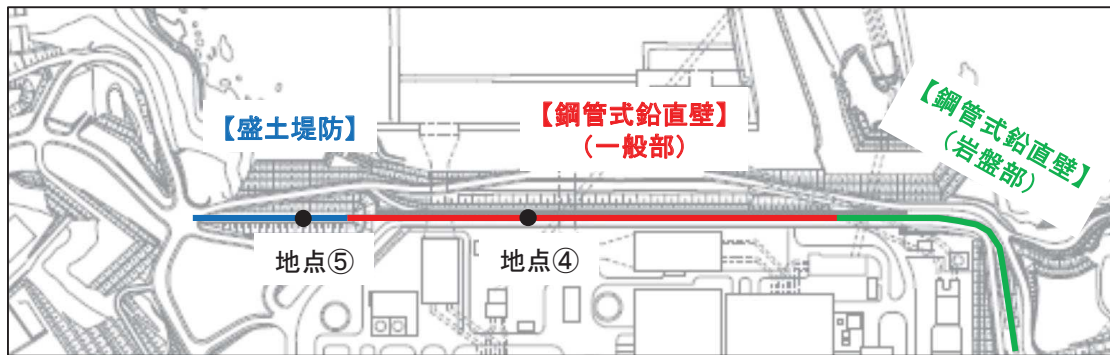 【盛土堤防】
【鋼管式鉛直壁】
（一般部）
【鋼管式鉛直壁】
（岩盤部）
地点⑤
地点④